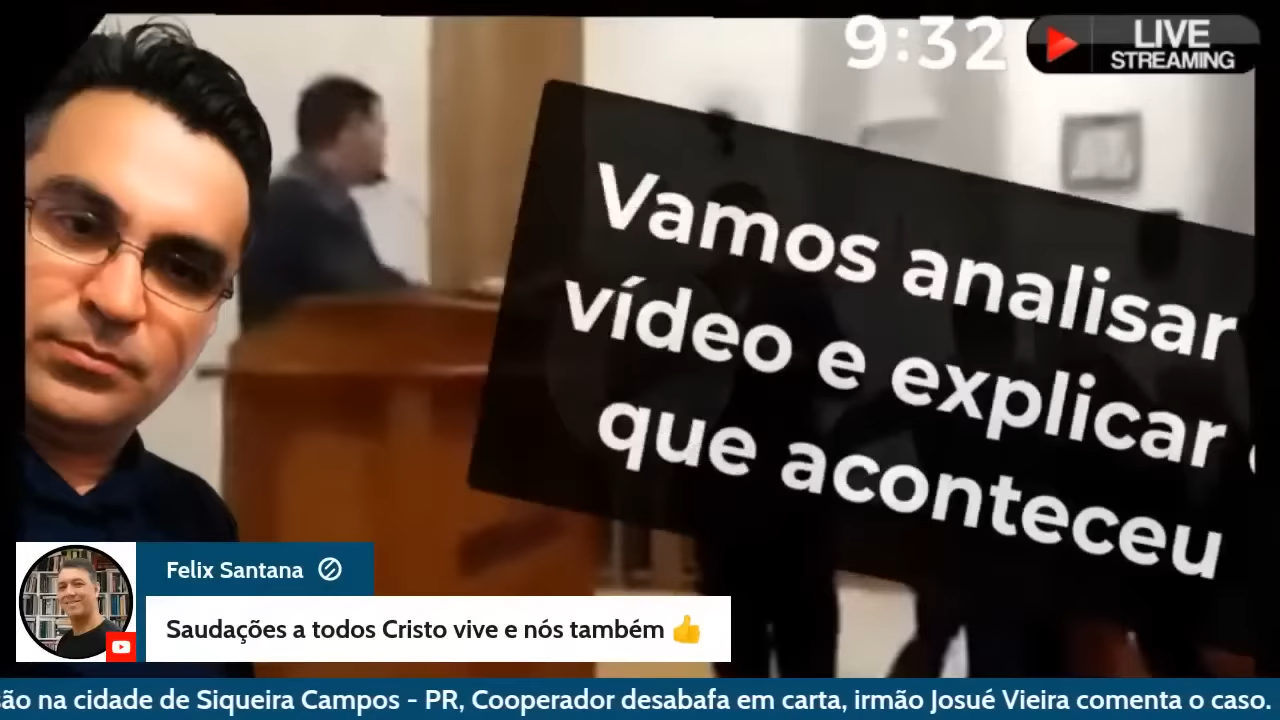 9:32
LIVE
STREAMING
Vamos analisar
vídeo e explicar
que aconteceu
Felix Santana
Saudações a todos Cristo vive e nós também 👍
são na cidade de Siqueira Campos - PR, Cooperador desabafa em carta, irmão Josué Vieira comenta o caso.